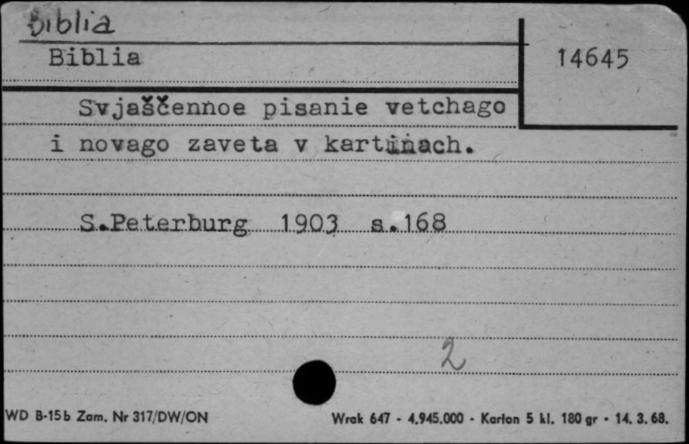 Biblia
Biblia
14645
Svjaščennoe pisanie vetchago
i novago zaveta v kartinach.
S.Peterburg 1903 s.168
2
WD B-15b Zam. Nr 317/DW/ON
Wrak 647 - 4.945.000 - Karton 5 kl. 180 gr - 14. 3. 68.